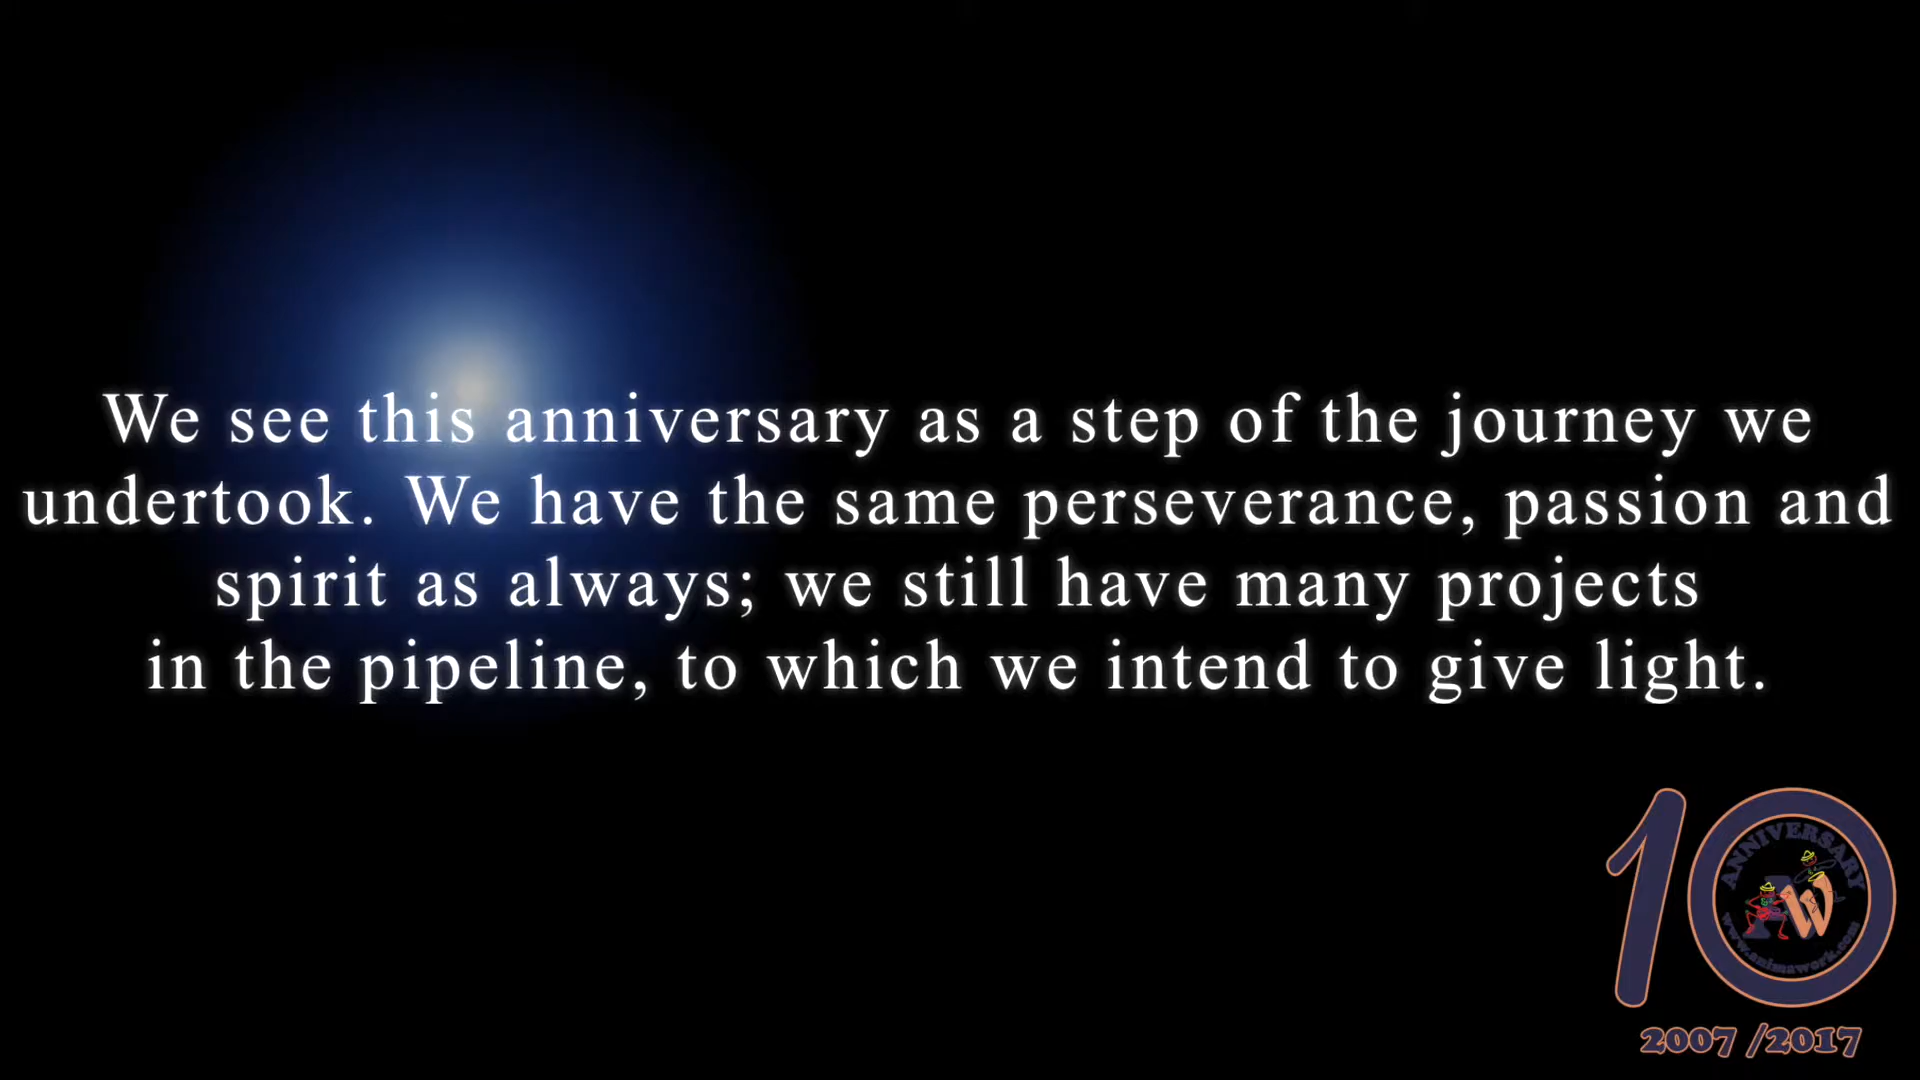 We see this anniversary as a step of the journey we
undertook. We have the same perseverance, passion and
spirit as always; we still have many projects
in the pipeline, to which we intend to give light.
10
ANNIVERSARY
AW
www.animawork.com
2007 /2017